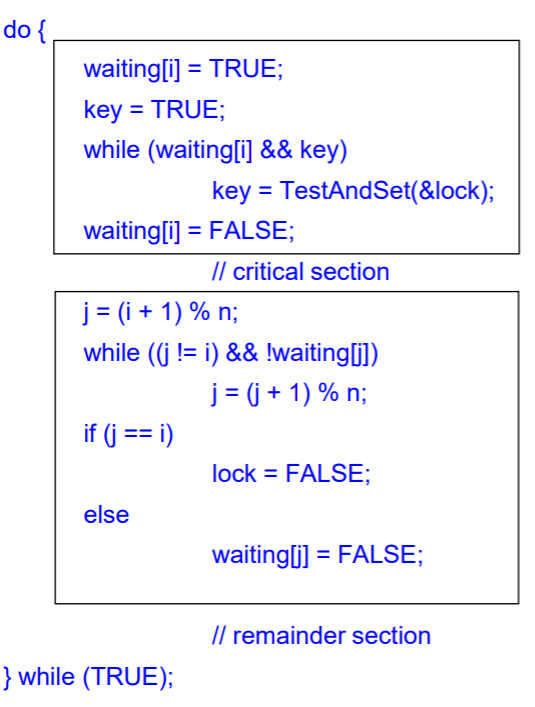 do {
waiting[i] = TRUE;
key = TRUE;
while (waiting[i] && key)
key = TestAndSet(&lock);
waiting[i] = FALSE;
// critical section
j = (i + 1) % n;
while ((j != i) && !waiting[j])
j = (j + 1) % n;
if (j == i)
lock = FALSE;
else
waiting[j] = FALSE;
// remainder section
} while (TRUE);